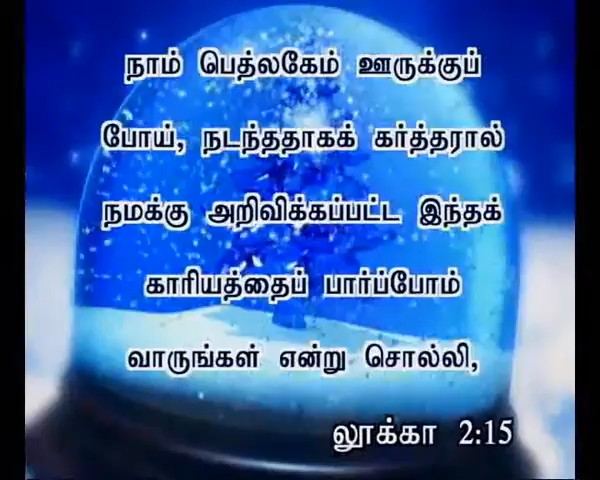 நாம் பெத்லகேம் ஊருக்குப்
போய், நடந்ததாகக் கர்த்தரால்
நமக்கு அறிவிக்கப்பட்ட இந்தக்
காரியத்தைப் பார்ப்போம்
வாருங்கள் என்று சொல்லி,
லூக்கா 2:15